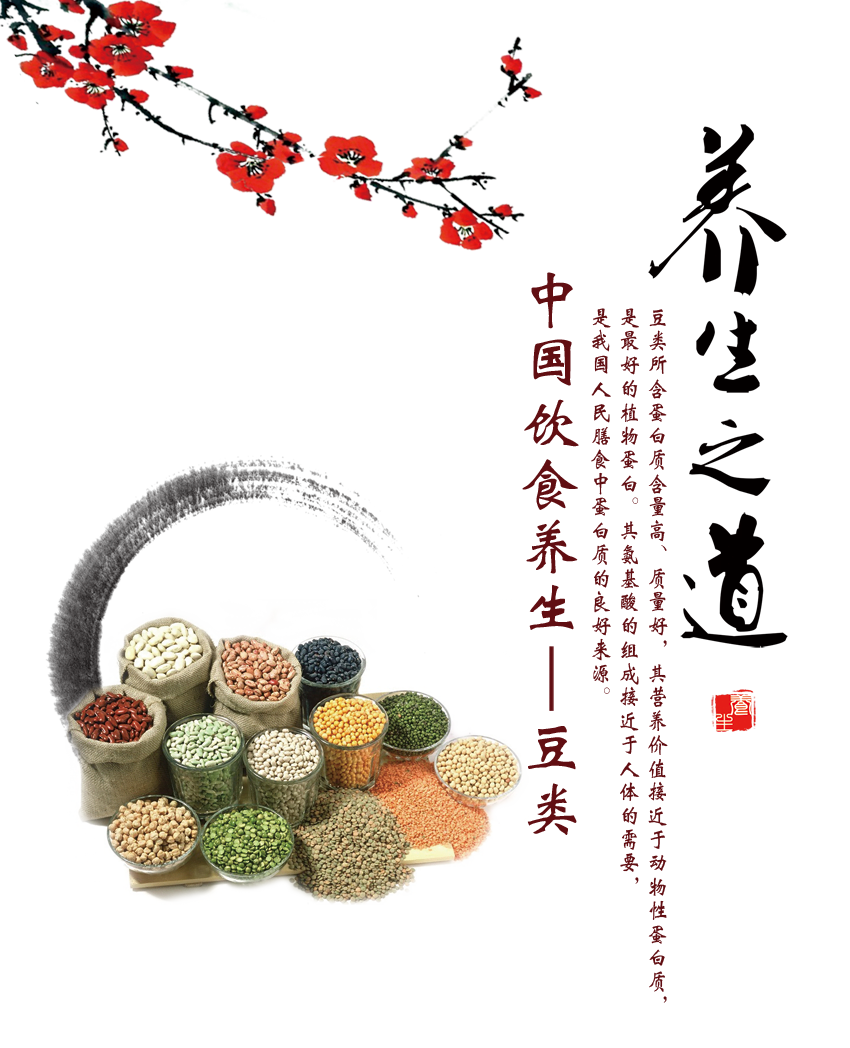 养生之道
豆类所含蛋白质含量高、质量好，其营养价值接近于动物性蛋白质，
是最好的植物蛋白。其氨基酸的组成接近于人体的需要，
是我国人民膳食中蛋白质的良好来源。
中国饮食养生—豆类